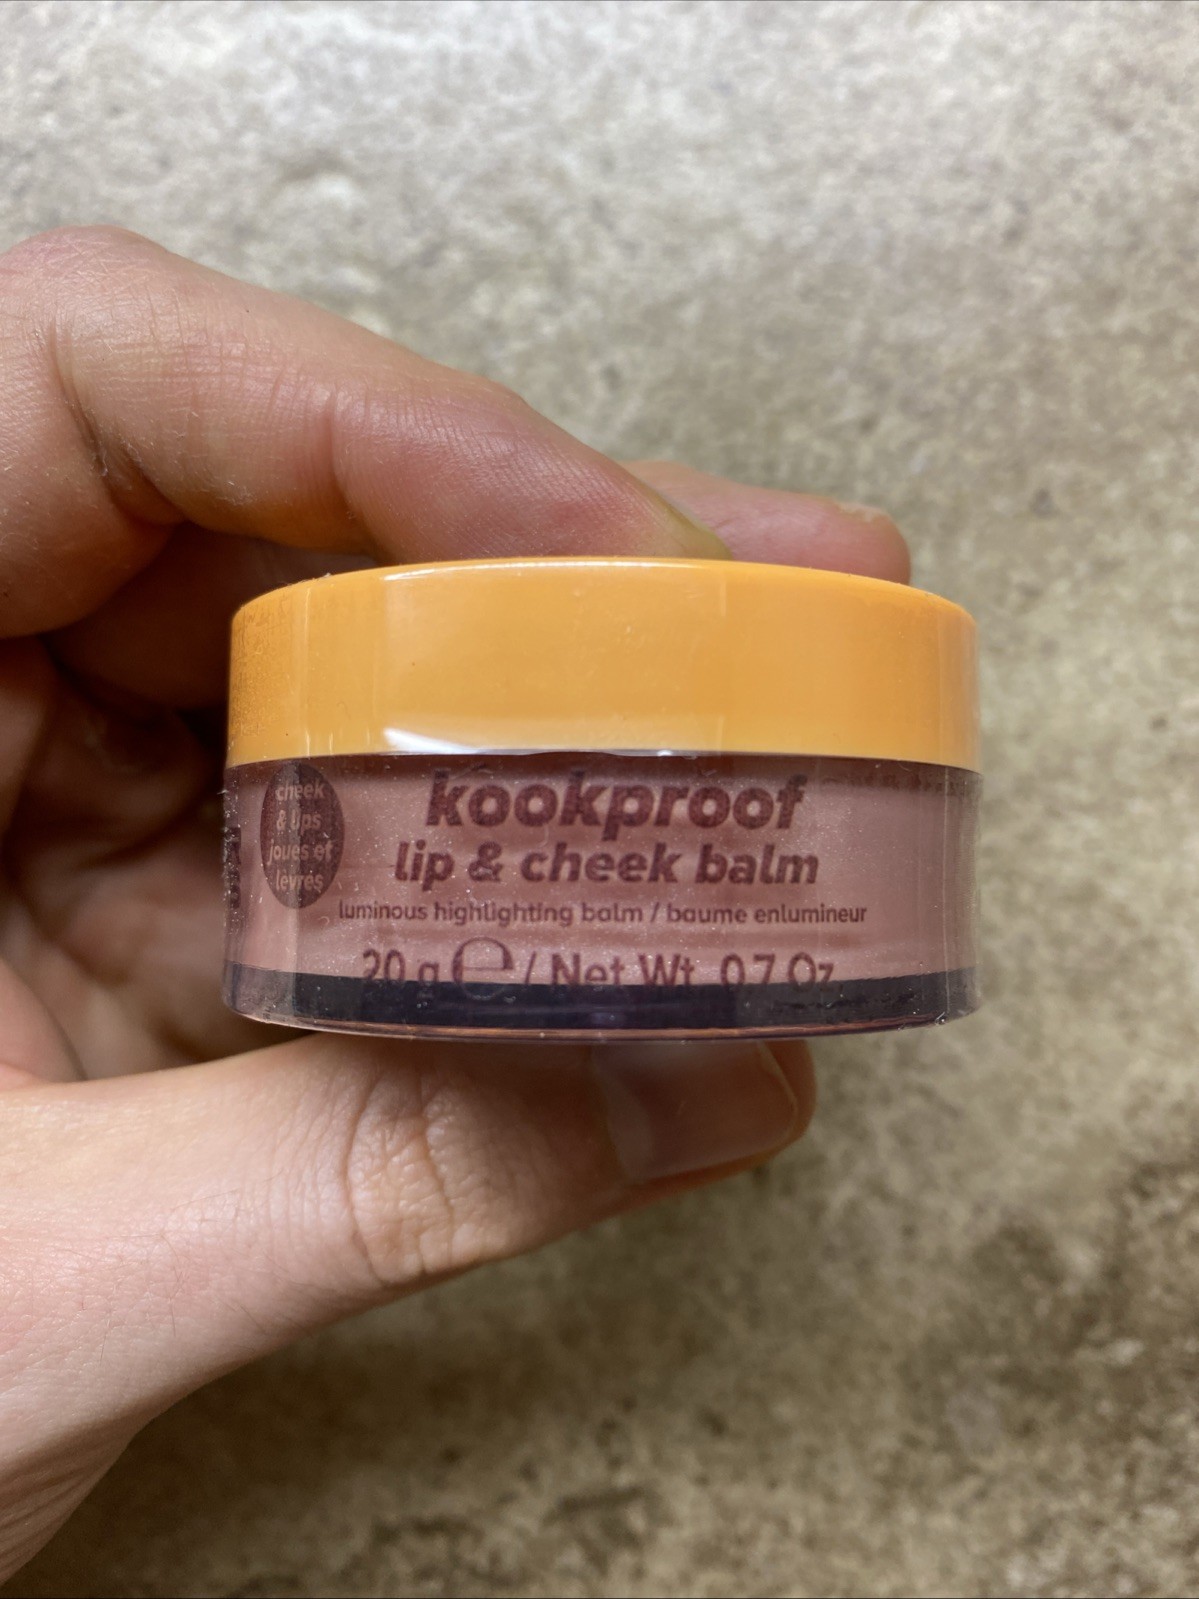 cheek
& lips
joues et
lèvres
kookproof
lip & cheek balm
luminous highlighting balm / baume enlumineur
20 g ℮ / Net Wt. 0.7 Oz